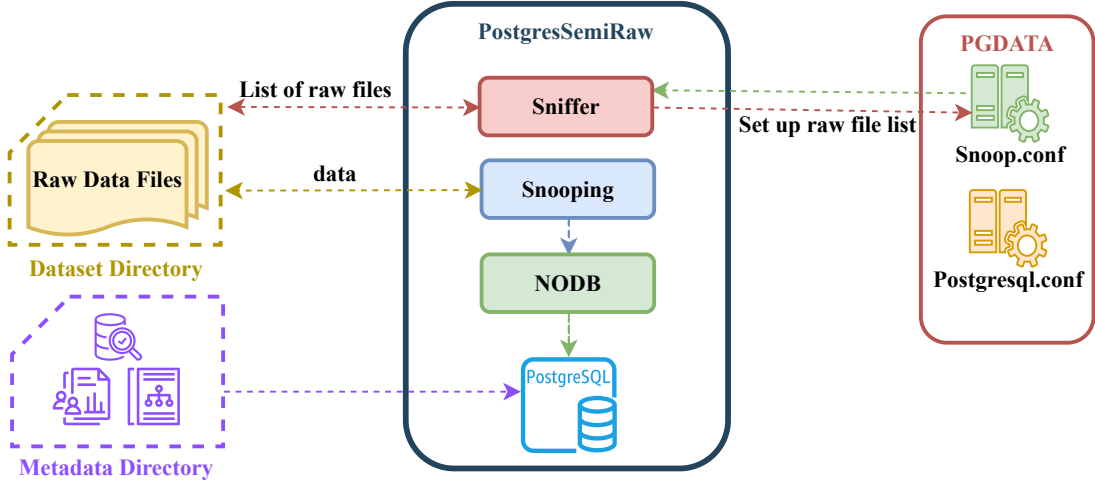 PostgresSemiRaw
PGDATA
List of raw files
Sniffer
Set up raw file list
Snoop.conf
Raw Data Files
data
Snooping
Dataset Directory
NODB
Postgresql.conf
PostgreSQL
Metadata Directory